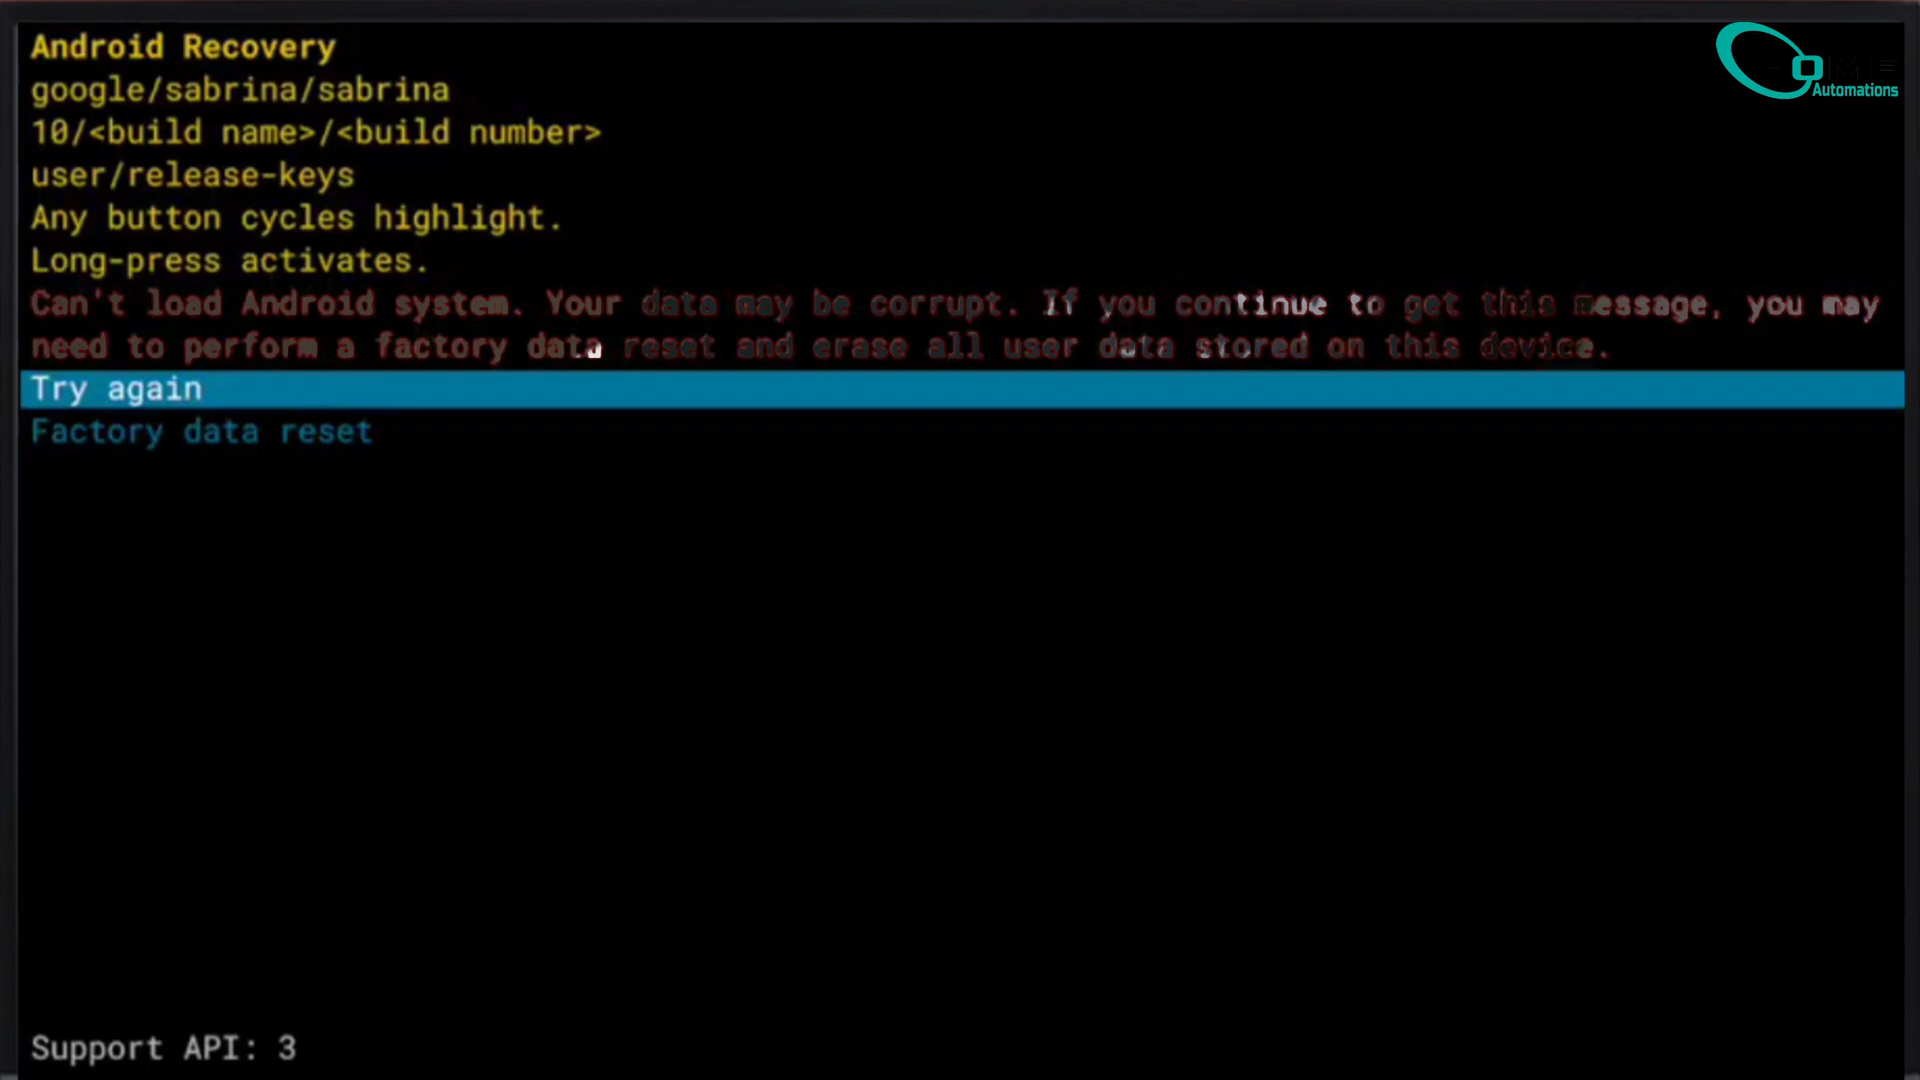 Android Recovery
google/sabrina/sabrina
10/<build name>/<build number>
user/release-keys
Any button cycles highlight.
Long-press activates.
Can't load Android system. Your data may be corrupt. If you continue to get this message, you may
need to perform a factory data reset and erase all user data stored on this device.
Try again
Factory data reset
Support API: 3
Automations